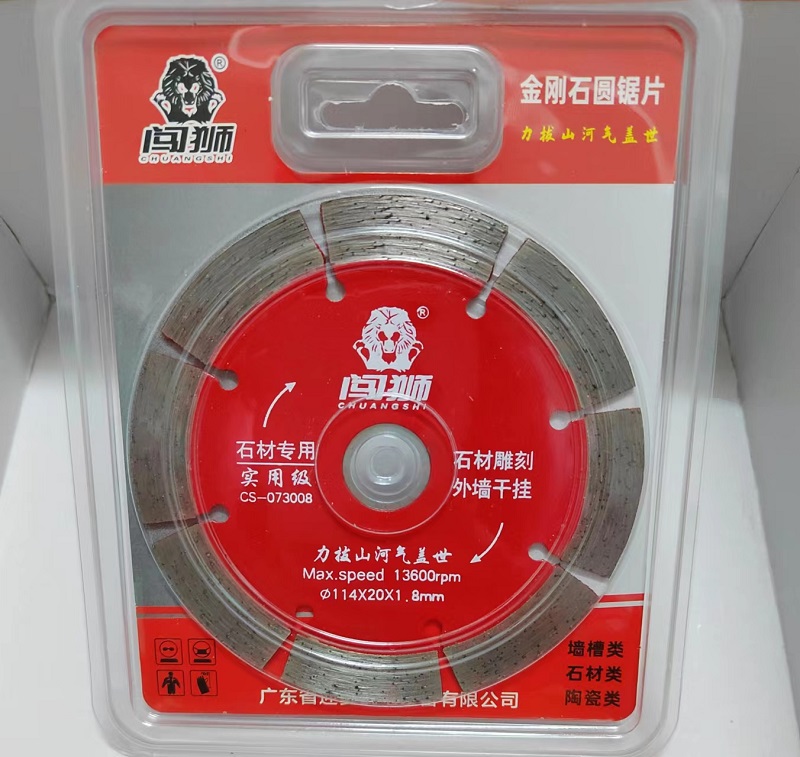 闯狮®
CHUANGSHI
金刚石圆锯片
力拔山河气盖世
®
闯狮
CHUANGSHI
石材专用
实用级
CS-073008
石材雕刻
外墙干挂
力拔山河气盖世
Max.speed 13600rpm
Ø114X20X1.8mm
墙槽类
石材类
陶瓷类
广东省 有限公司